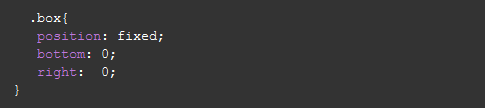 .box{
position: fixed;
bottom: 0;
right:  0;
}